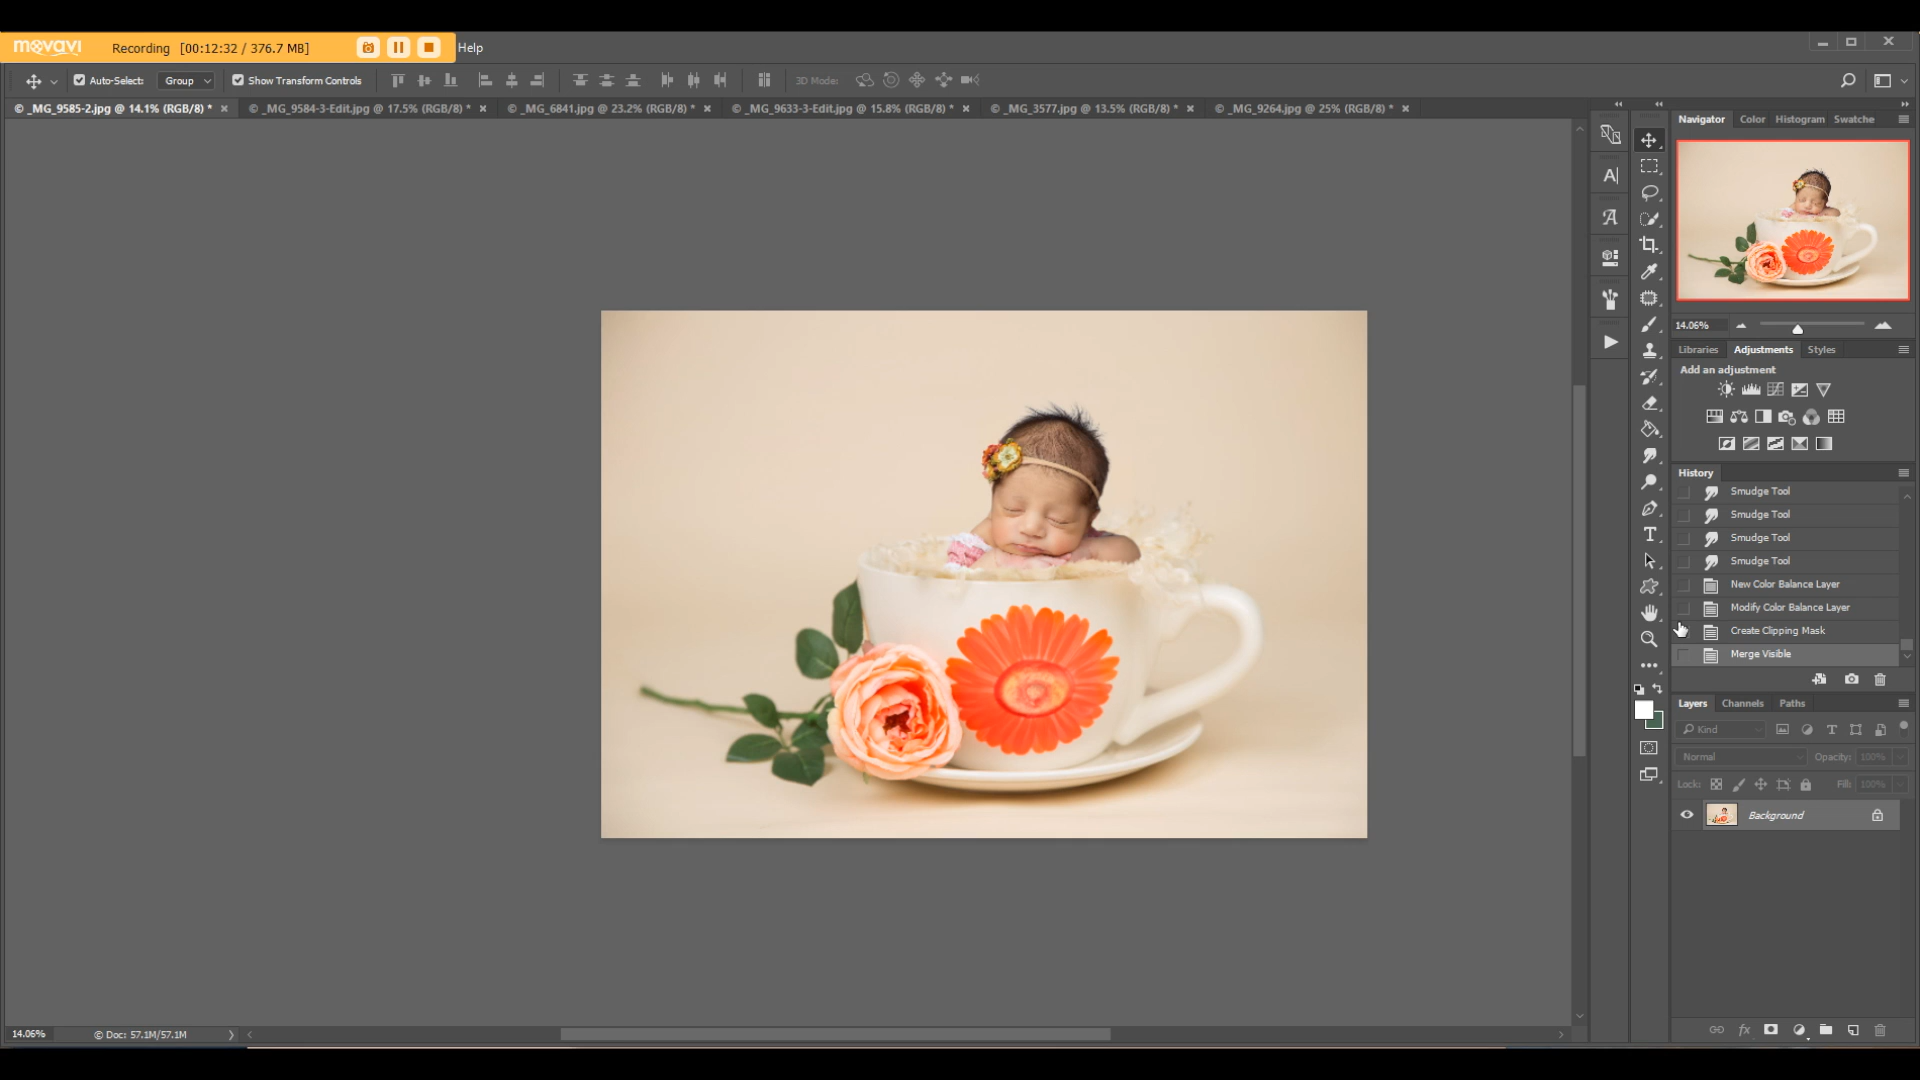 movavi Recording [00:12:32 / 376.7 MB] Help
Auto-Select: Group Show Transform Controls 3D Mode:
© _MG_9585-2.jpg @ 14.1% (RGB/8) * © _MG_9584-3-Edit.jpg @ 17.5% (RGB/8) * © _MG_6841.jpg @ 23.2% (RGB/8) * © _MG_9633-3-Edit.jpg @ 15.8% (RGB/8) * © _MG_3577.jpg @ 13.5% (RGB/8) * © _MG_9264.jpg @ 25% (RGB/8) *
Navigator Color Histogram Swatche
14.06%
Libraries Adjustments Styles
Add an adjustment
History
Smudge Tool
Smudge Tool
Smudge Tool
Smudge Tool
New Color Balance Layer
Modify Color Balance Layer
Create Clipping Mask
Merge Visible
Layers Channels Paths
Kind
Normal Opacity: 100%
Lock: Fill: 100%
Background
14.06% © Doc: 57.1M/57.1M